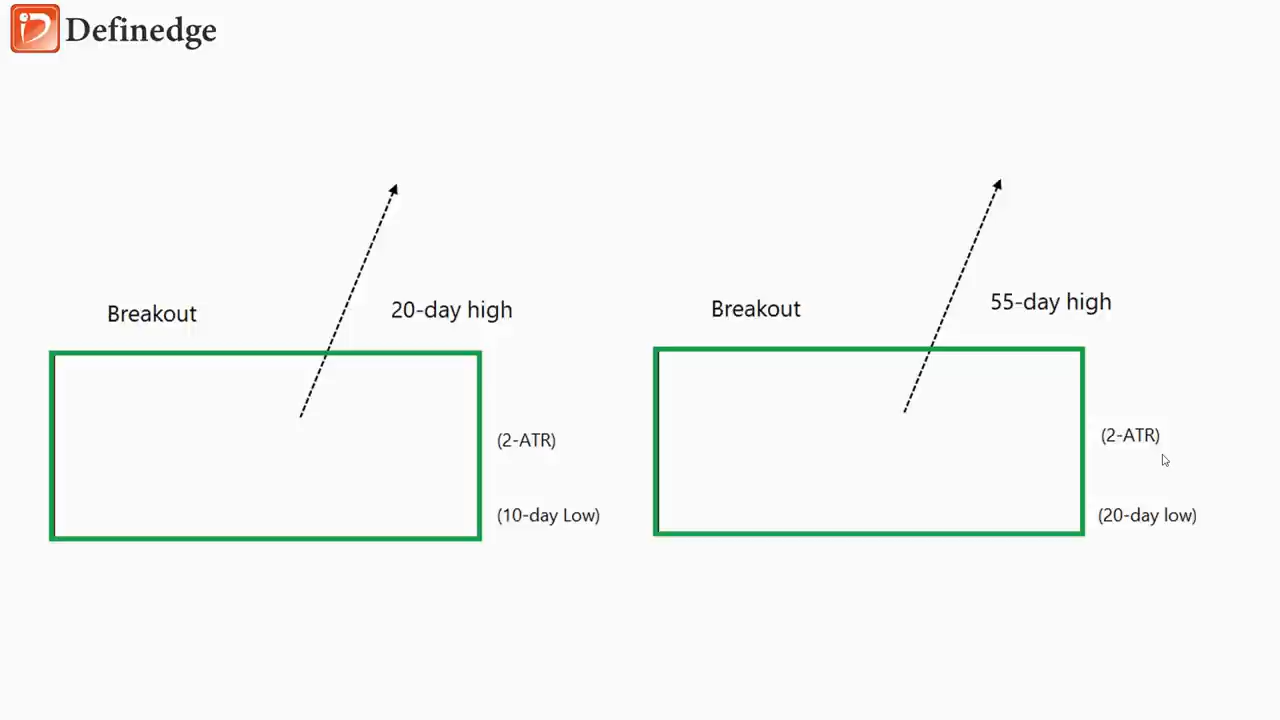 Definedge
Breakout
20-day high
(2-ATR)
(10-day Low)
Breakout
55-day high
(2-ATR)
(20-day low)